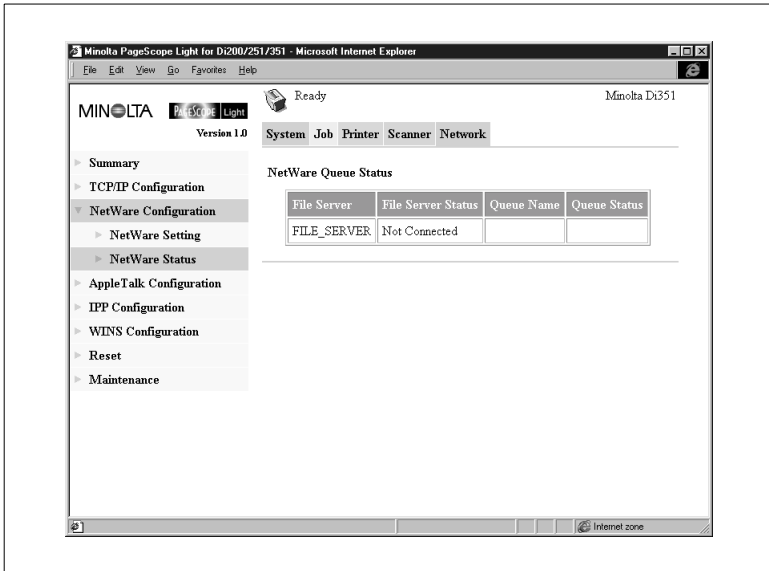 Minolta PageScope Light for Di200/251/351 - Microsoft Internet Explorer
File Edit View Go Favorites Help
MINOLTA PAGESCOPE Light
Version 1.0
Ready
Minolta Di351
System Job Printer Scanner Network
Summary
TCP/IP Configuration
NetWare Configuration
NetWare Setting
NetWare Status
AppleTalk Configuration
IPP Configuration
WINS Configuration
Reset
Maintenance
NetWare Queue Status
File Server File Server Status Queue Name Queue Status
FILE_SERVER Not Connected
Internet zone